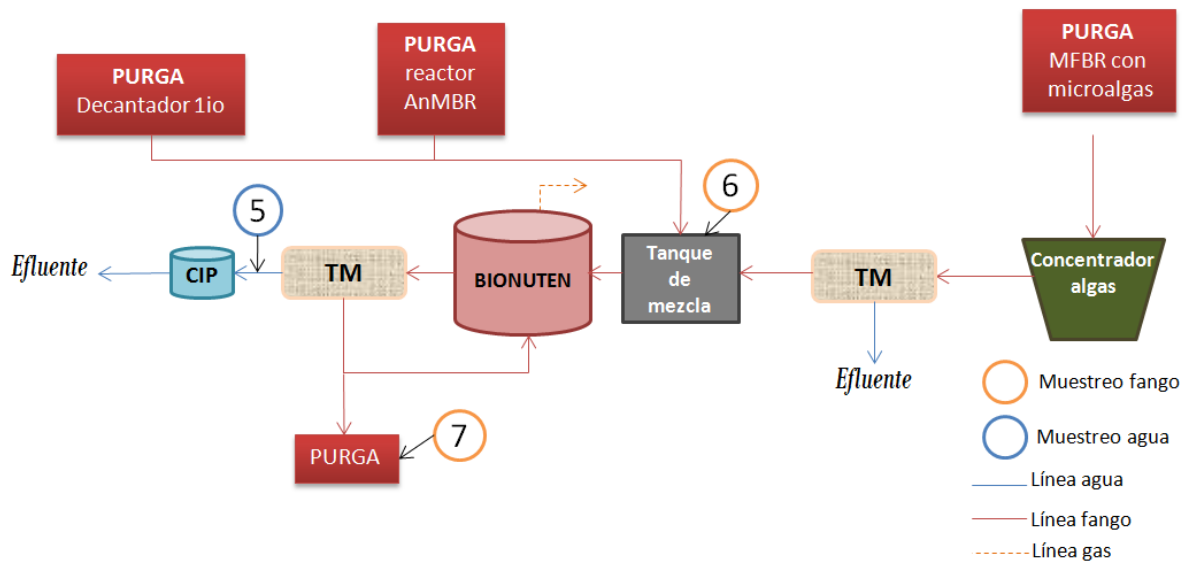 PURGA
Decantador 1io
PURGA
reactor
AnMBR
PURGA
MFBR con
microalgas
5
6
Efluente
CIP
TM
BIONUTEN
Tanque
de
mezcla
TM
Concentrador
algas
Efluente
PURGA
7
Muestreo fango
Muestreo agua
Línea agua
Línea fango
Línea gas